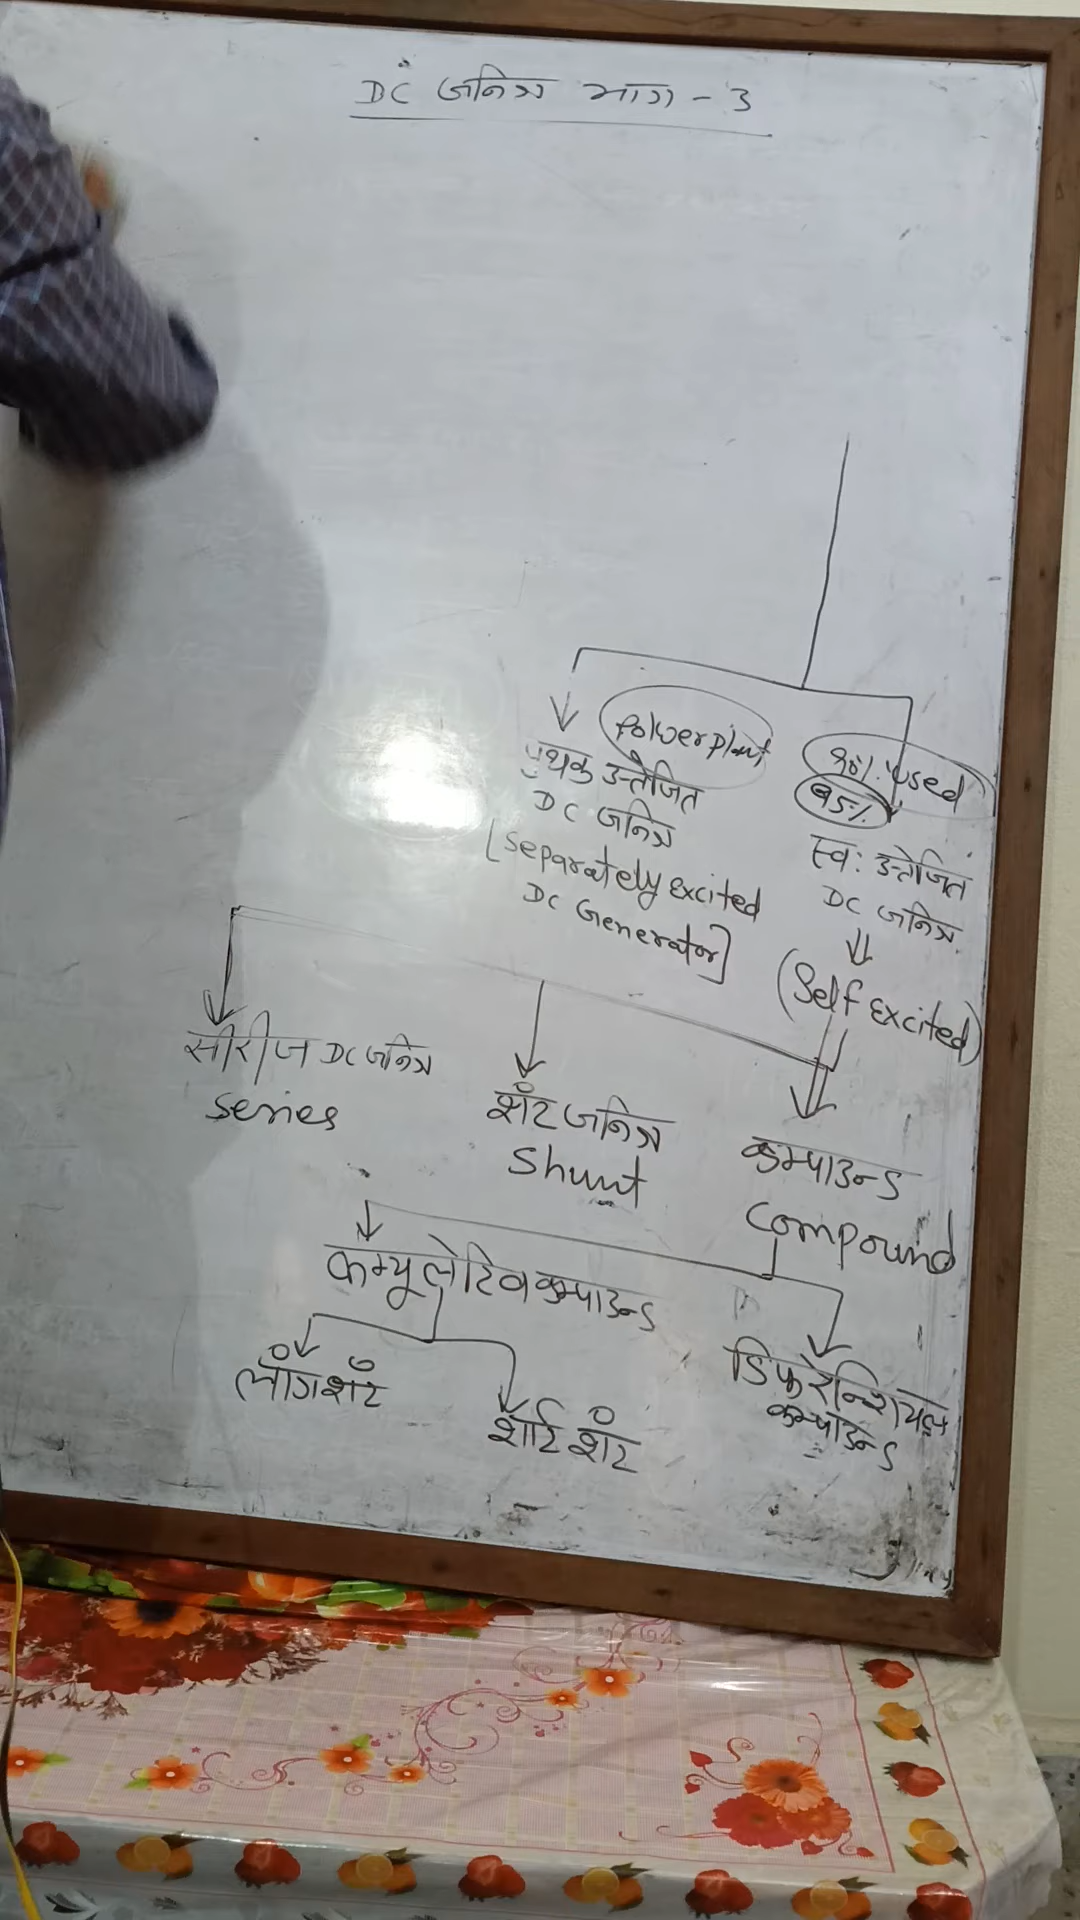 DC जनित्र भाग - 3
Powerplant
90% used
95%
पृथक उत्तेजित
DC जनित्र
[Separately Excited
DC Generator]
स्व: उत्तेजित
DC जनित्र
(Self Excited)
सीरीज DC जनित्र
Series
शंट जनित्र
Shunt
कम्पाउन्ड
Compound
कम्यूलेटिव कम्पाउन्ड
लॉंग शंट
शार्ट शंट
डिफरेन्शियल
कम्पाउन्ड